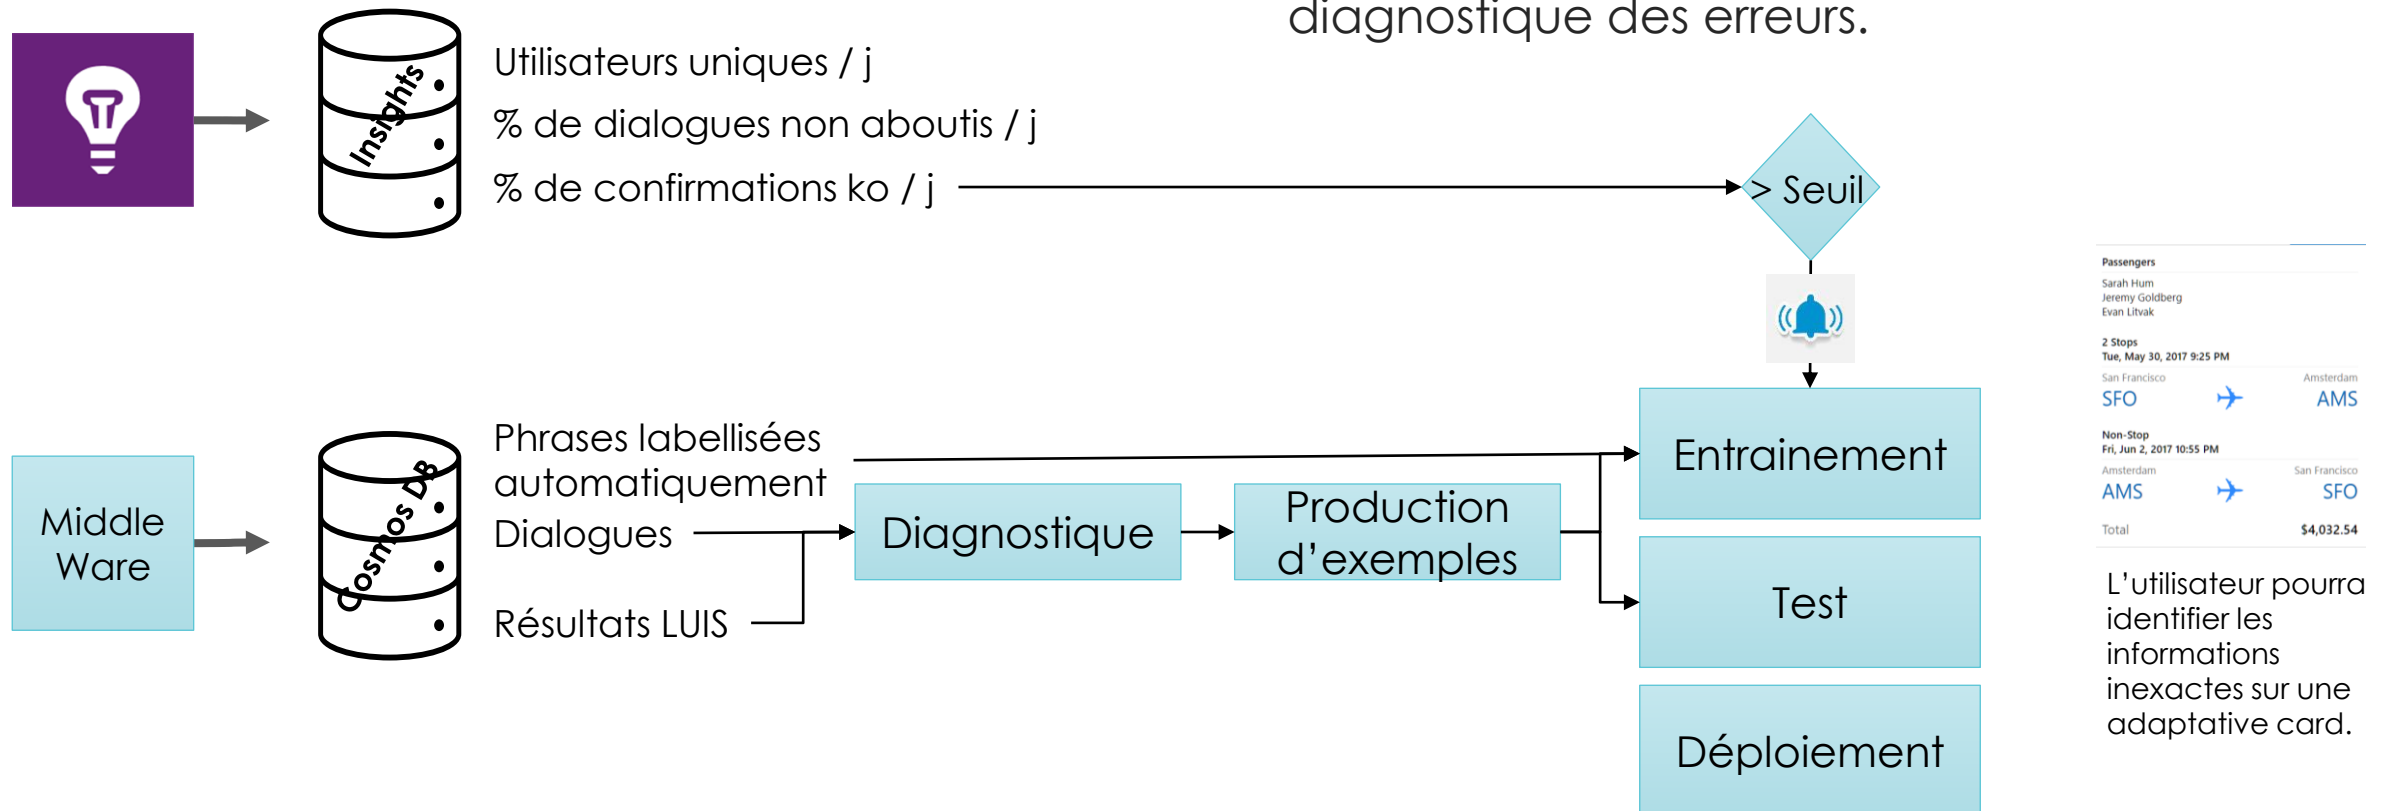 diagnostique des erreurs.
Insights
Utilisateurs uniques / j
% de dialogues non aboutis / j
% de confirmations ko / j
> Seuil
Middle
Ware
Cosmos DB
Phrases labellisées
automatiquement
Dialogues
Résultats LUIS
Diagnostique
Production
d’exemples
Entrainement
Test
Déploiement
Passengers
Sarah Hum
Jeremy Goldberg
Evan Litvak
2 Stops
Tue, May 30, 2017 9:25 PM
San Francisco Amsterdam
SFO AMS
Non-Stop
Fri, Jun 2, 2017 10:55 PM
Amsterdam San Francisco
AMS SFO
Total $4,032.54
L’utilisateur pourra
identifier les
informations
inexactes sur une
adaptative card.